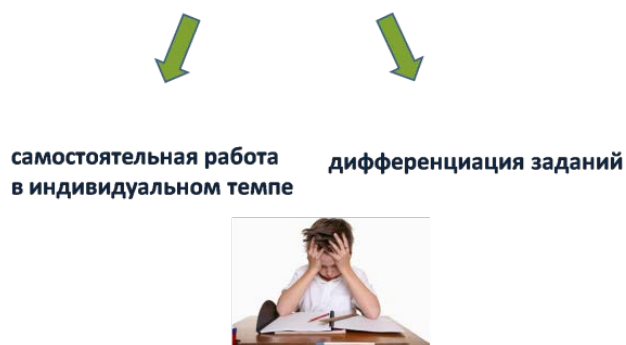 самостоятельная работа
в индивидуальном темпе
дифференциация заданий